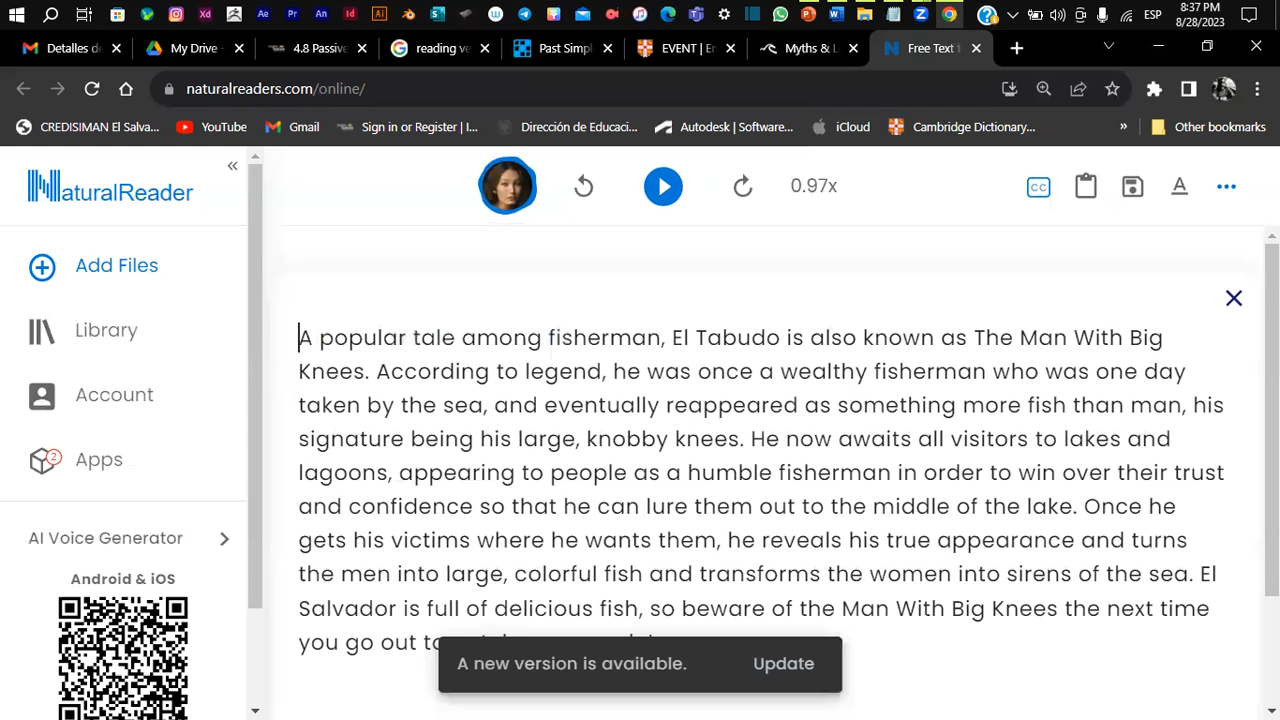 8:37 PM
ESP
8/28/2023
Detalles de
My Drive -
4.8 Passive
reading ve
Past Simpl
EVENT | En
Myths & L
Free Text
naturalreaders.com/online/
CREDISIMAN El Salva...
YouTube
Gmail
Sign in or Register | I...
Dirección de Educaci...
Autodesk | Software...
iCloud
Cambridge Dictionary...
»
Other bookmarks
NaturalReader
«
0.97x
CC
A
Add Files
Library
Account
2
Apps
AI Voice Generator
Android & iOS
A popular tale among fisherman, El Tabudo is also known as The Man With Big
Knees. According to legend, he was once a wealthy fisherman who was one day
taken by the sea, and eventually reappeared as something more fish than man, his
signature being his large, knobby knees. He now awaits all visitors to lakes and
lagoons, appearing to people as a humble fisherman in order to win over their trust
and confidence so that he can lure them out to the middle of the lake. Once he
gets his victims where he wants them, he reveals his true appearance and turns
the men into large, colorful fish and transforms the women into sirens of the sea. El
Salvador is full of delicious fish, so beware of the Man With Big Knees the next time
you go out
A new version is available.
Update